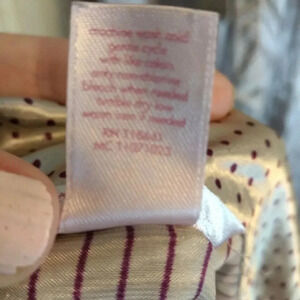 machine wash cold
gentle cycle
with like colors
only non-chlorine
bleach when needed
tumble dry low
warm iron if needed
RN
MC